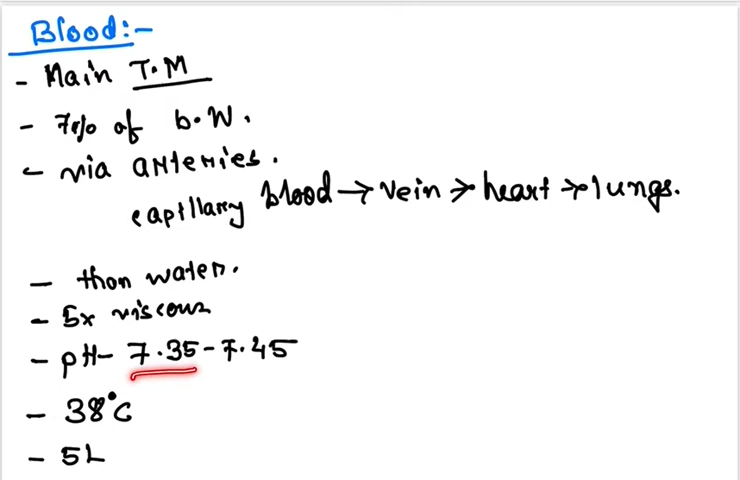 Blood:-
- Main T.M
- 7% of b.W.
- via arteries.
capillary blood → vein → heart → lungs.
- than water.
- 5x viscous
- pH- 7.35-7.45
- 38°C
- 5L